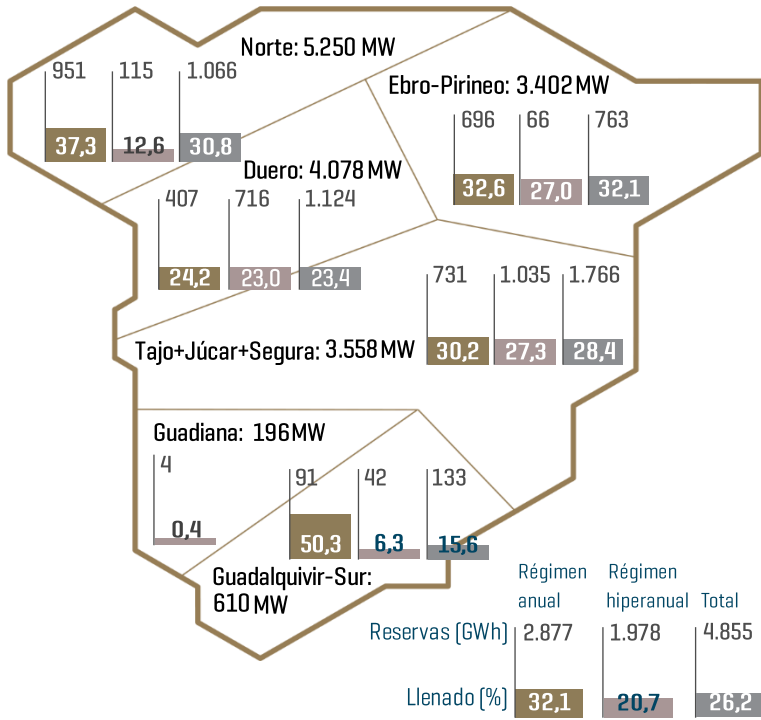 Norte: 5.250 MW
951 115 1.066
37,3 12,6 30,8
Ebro-Pirineo: 3.402 MW
696 66 763
32,6 27,0 32,1
Duero: 4.078 MW
407 716 1.124
24,2 23,0 23,4
731 1.035 1.766
Tajo+Júcar+Segura: 3.558 MW
30,2 27,3 28,4
Guadiana: 196 MW
4
0,4
91 42 133
50,3 6,3 15,6
Guadalquivir-Sur:
610 MW
Régimen Régimen
anual hiperanual Total
Reservas (GWh) 2.877 1.978 4.855
Llenado (%) 32,1 20,7 26,2